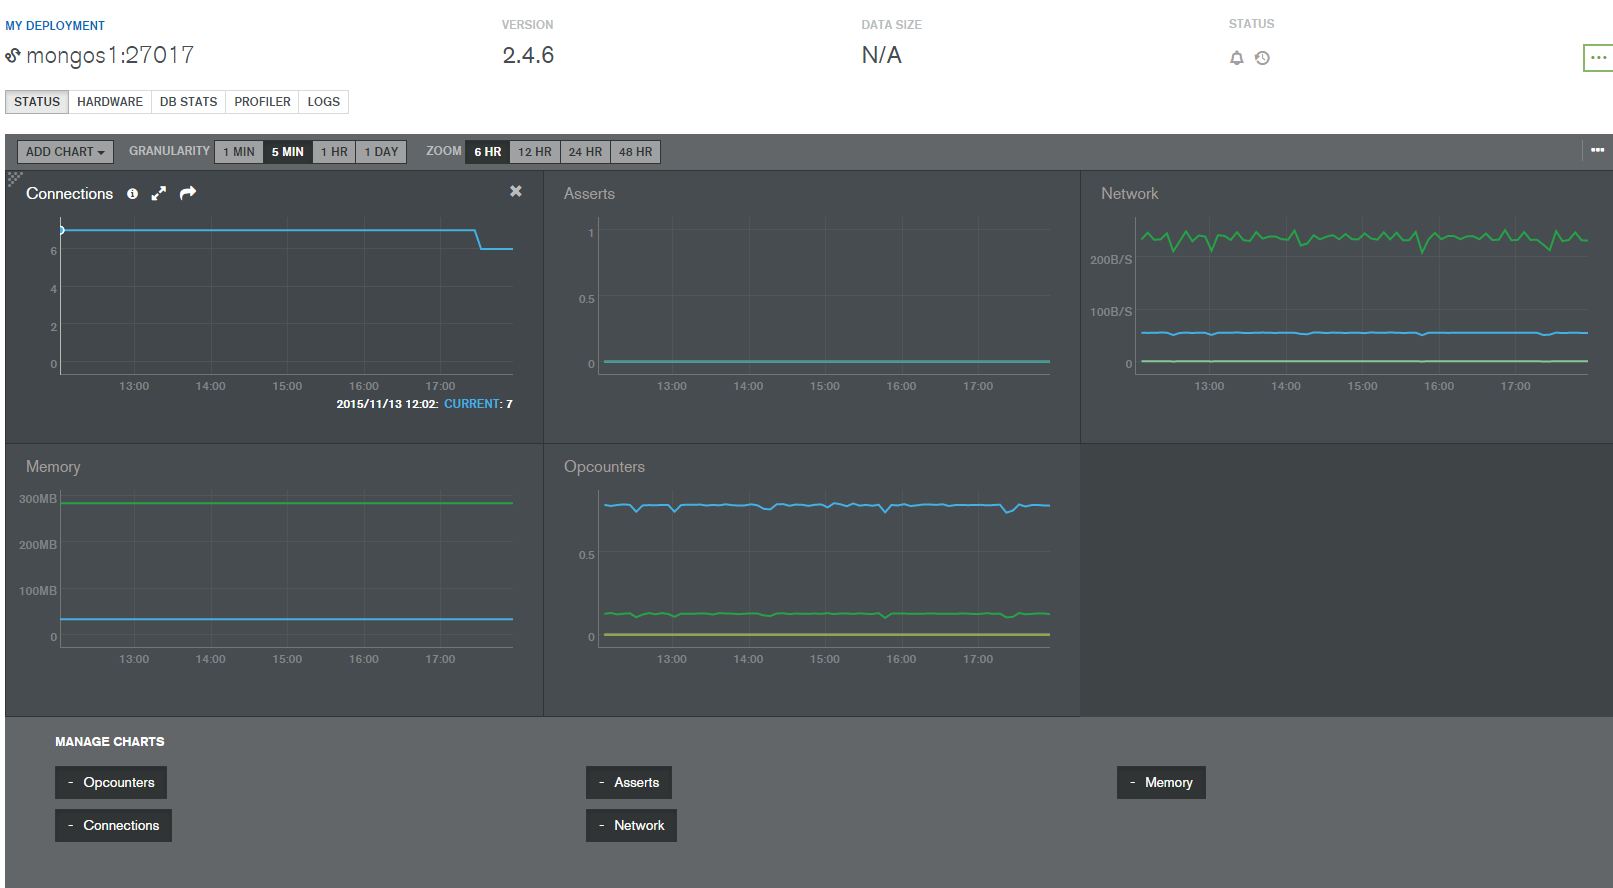 MY DEPLOYMENT
VERSION
DATA SIZE
STATUS
mongos1:27017
2.4.6
N/A
STATUS HARDWARE DB STATS PROFILER LOGS
ADD CHART GRANULARITY 1 MIN 5 MIN 1 HR 1 DAY ZOOM 6 HR 12 HR 24 HR 48 HR
Connections
6
4
2
0
13:00 14:00 15:00 16:00 17:00
2015/11/13 12:02: CURRENT: 7
Asserts
1
0.5
0
13:00 14:00 15:00 16:00 17:00
Network
200B/S
100B/S
0
13:00 14:00 15:00 16:00 17:00
Memory
300MB
200MB
100MB
0
13:00 14:00 15:00 16:00 17:00
Opcounters
0.5
0
13:00 14:00 15:00 16:00 17:00
MANAGE CHARTS
- Opcounters
- Asserts
- Memory
- Connections
- Network